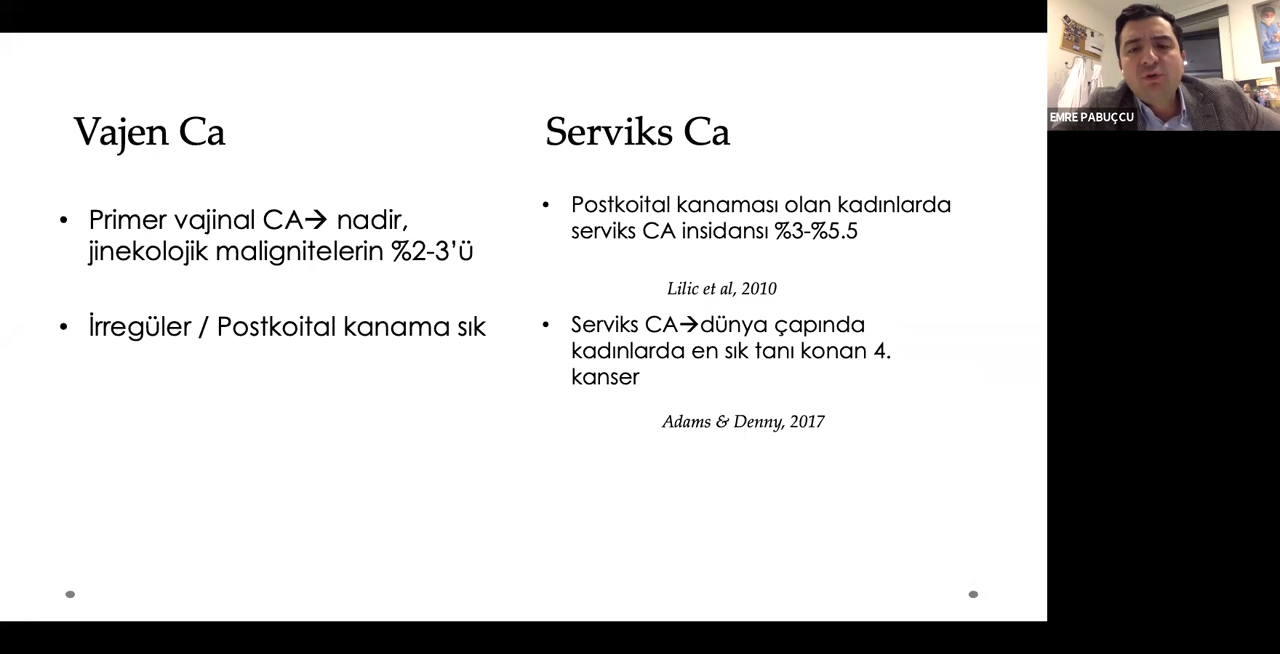 Vajen Ca
• Primer vajinal CA→ nadir,
jinekolojik malignitelerin %2-3’ü
• İrregüler / Postkoital kanama sık
Serviks Ca
• Postkoital kanaması olan kadınlarda
serviks CA insidansı %3-%5.5
Lilic et al, 2010
• Serviks CA→dünya çapında
kadınlarda en sık tanı konan 4.
kanser
Adams & Denny, 2017
EMRE PABUÇCU